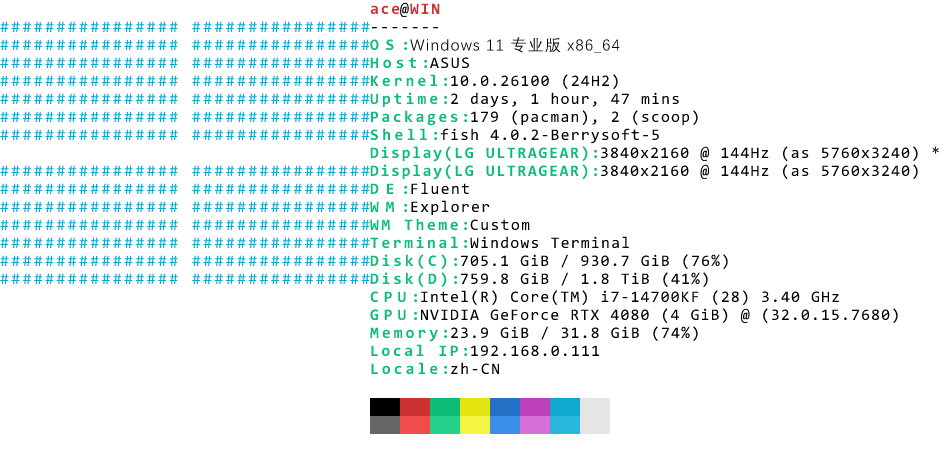 ace@WIN
################ ################-------
################ ################OS:Windows 11 专业版 x86_64
################ ################Host:ASUS
################ ################Kernel:10.0.26100 (24H2)
################ ################Uptime:2 days, 1 hour, 47 mins
################ ################Packages:179 (pacman), 2 (scoop)
################ ################Shell:fish 4.0.2-Berrysoft-5
Display(LG ULTRAGEAR):3840x2160 @ 144Hz (as 5760x3240) *
################ ################Display(LG ULTRAGEAR):3840x2160 @ 144Hz (as 5760x3240)
################ ################DE:Fluent
################ ################WM:Explorer
################ ################WM Theme:Custom
################ ################Terminal:Windows Terminal
################ ################Disk(C):705.1 GiB / 930.7 GiB (76%)
################ ################Disk(D):759.8 GiB / 1.8 TiB (41%)
CPU:Intel(R) Core(TM) i7-14700KF (28) 3.40 GHz
GPU:NVIDIA GeForce RTX 4080 (4 GiB) @ (32.0.15.7680)
Memory:23.9 GiB / 31.8 GiB (74%)
Local IP:192.168.0.111
Locale:zh-CN